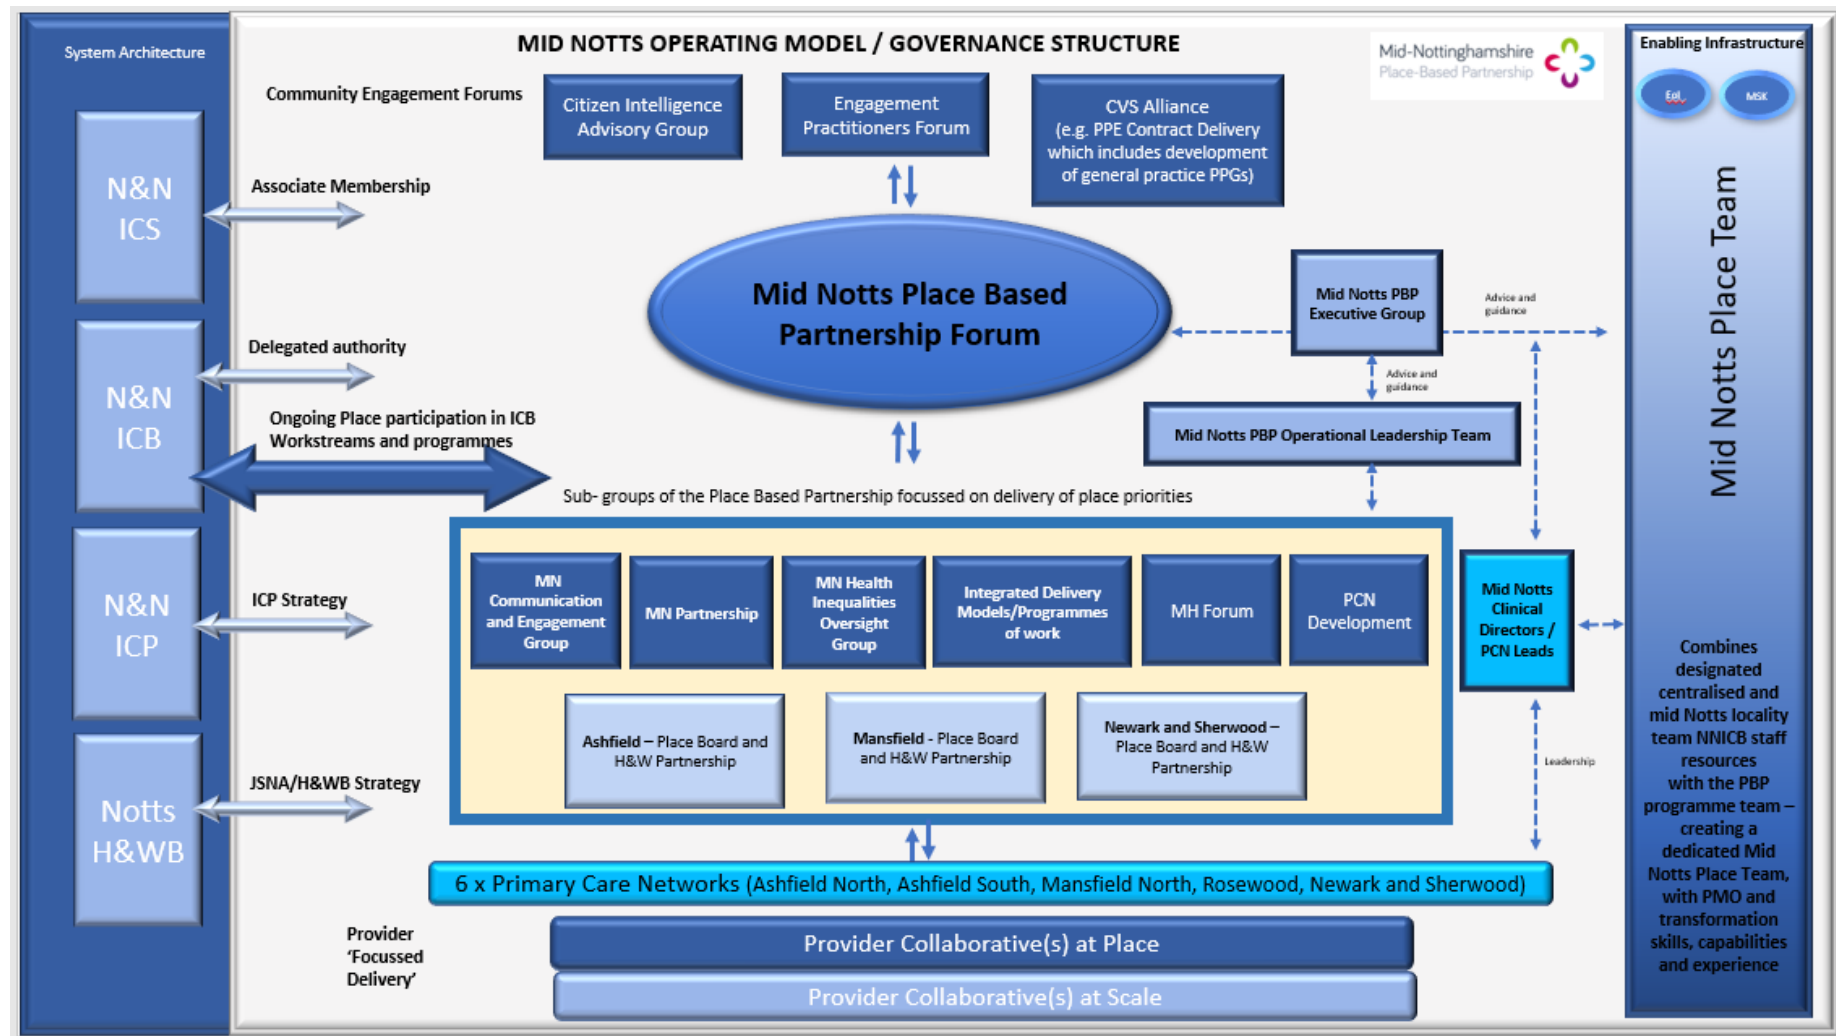 System Architecture
MID NOTTS OPERATING MODEL / GOVERNANCE STRUCTURE
Mid-Nottinghamshire
Place-Based Partnership
Enabling Infrastructure
EoL
MSK
Community Engagement Forums
Citizen Intelligence
Advisory Group
Engagement
Practitioners Forum
CVS Alliance
(e.g. PPE Contract Delivery
which includes development
of general practice PPGs)
N&N
ICS
Associate Membership
Mid Notts Place Based
Partnership Forum
Mid Notts PBP
Executive Group
Advice and
guidance
Advice and
guidance
Mid Notts PBP Operational Leadership Team
N&N
ICB
Delegated authority
Ongoing Place participation in ICB
Workstreams and programmes
Sub- groups of the Place Based Partnership focussed on delivery of place priorities
MN
Communication
and Engagement
Group
MN Partnership
MN Health
Inequalities
Oversight
Group
Integrated Delivery
Models/Programmes
of work
MH Forum
PCN
Development
Mid Notts
Clinical
Directors /
PCN Leads
N&N
ICP
ICP Strategy
Ashfield – Place Board and
H&W Partnership
Mansfield - Place Board
and H&W Partnership
Newark and Sherwood –
Place Board and H&W
Partnership
Leadership
Notts
H&WB
JSNA/H&WB Strategy
6 x Primary Care Networks (Ashfield North, Ashfield South, Mansfield North, Rosewood, Newark and Sherwood)
Provider
‘Focussed
Delivery’
Provider Collaborative(s) at Place
Provider Collaborative(s) at Scale
Mid Notts Place Team
Combines
designated
centralised and
mid Notts locality
team NNICB staff
resources
with the PBP
programme team –
creating a
dedicated Mid
Notts Place Team,
with PMO and
transformation
skills, capabilities
and experience